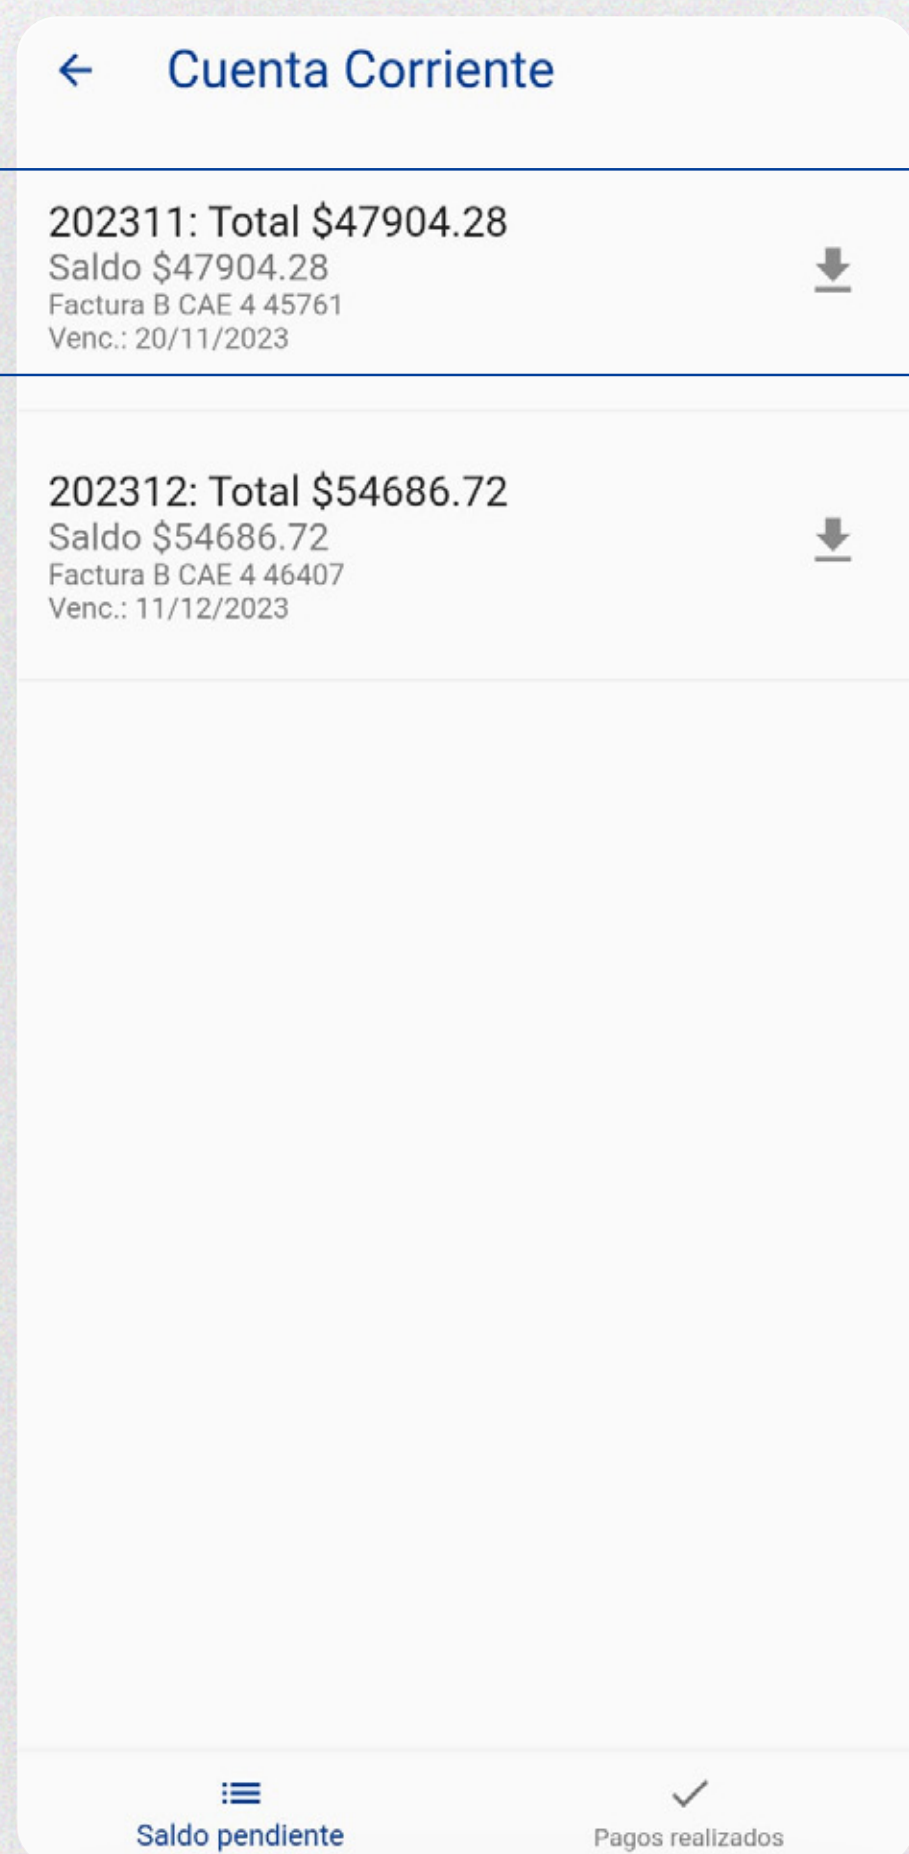 Cuenta Corriente
202311: Total $47904.28
Saldo $47904.28
Factura B CAE 4 45761
Venc.: 20/11/2023
202312: Total $54686.72
Saldo $54686.72
Factura B CAE 4 46407
Venc.: 11/12/2023
Saldo pendiente
Pagos realizados